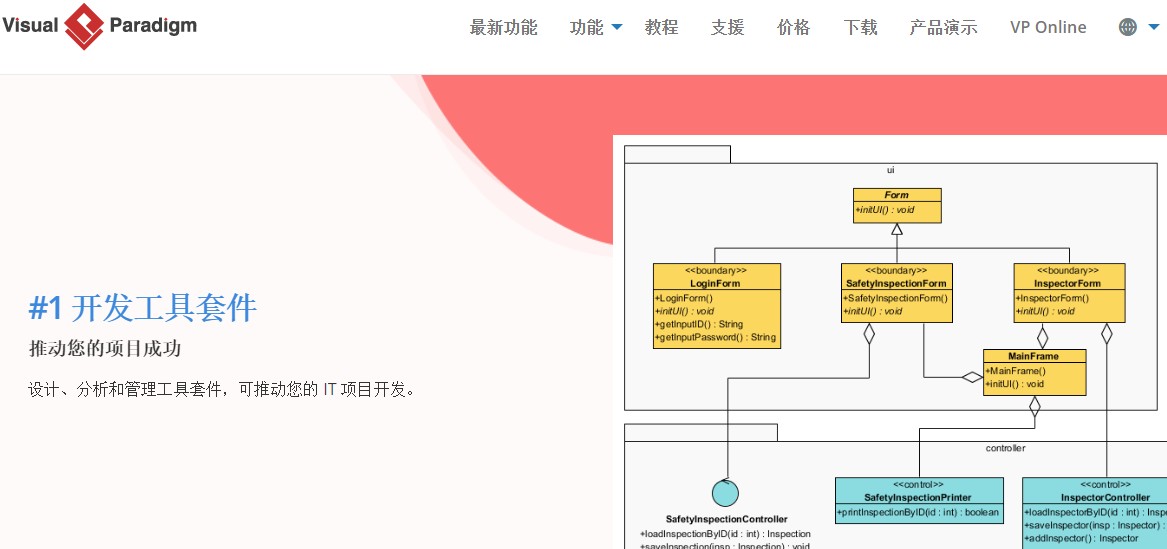 Visual Paradigm
最新功能 功能 教程 支援 价格 下载 产品演示 VP Online
#1 开发工具套件
推动您的项目成功
设计、分析和管理工具套件，可推动您的 IT 项目开发。
ui
Form
+initUI() : void
<<boundary>>
LoginForm
+LoginForm()
+initUI() : void
+getInputID() : String
+getInputPassword() : String
<<boundary>>
SafetyInspectionForm
+SafetyInspectionForm()
+initUI() : void
<<boundary>>
InspectorForm
+InspectorForm()
+initUI() : void
MainFrame
+MainFrame()
+initUI() : void
controller
SafetyInspectionController
+loadInspectionByID(id : int) : Inspection
+saveInspection(insp : Inspection) : void
<<control>>
SafetyInspectionPrinter
+printInspectionByID(id : int) : boolean
<<control>>
InspectorController
+loadInspectorByID(id : int) : Inspe
+saveInspector(insp : Inspector) :
+addInspector() : Inspector